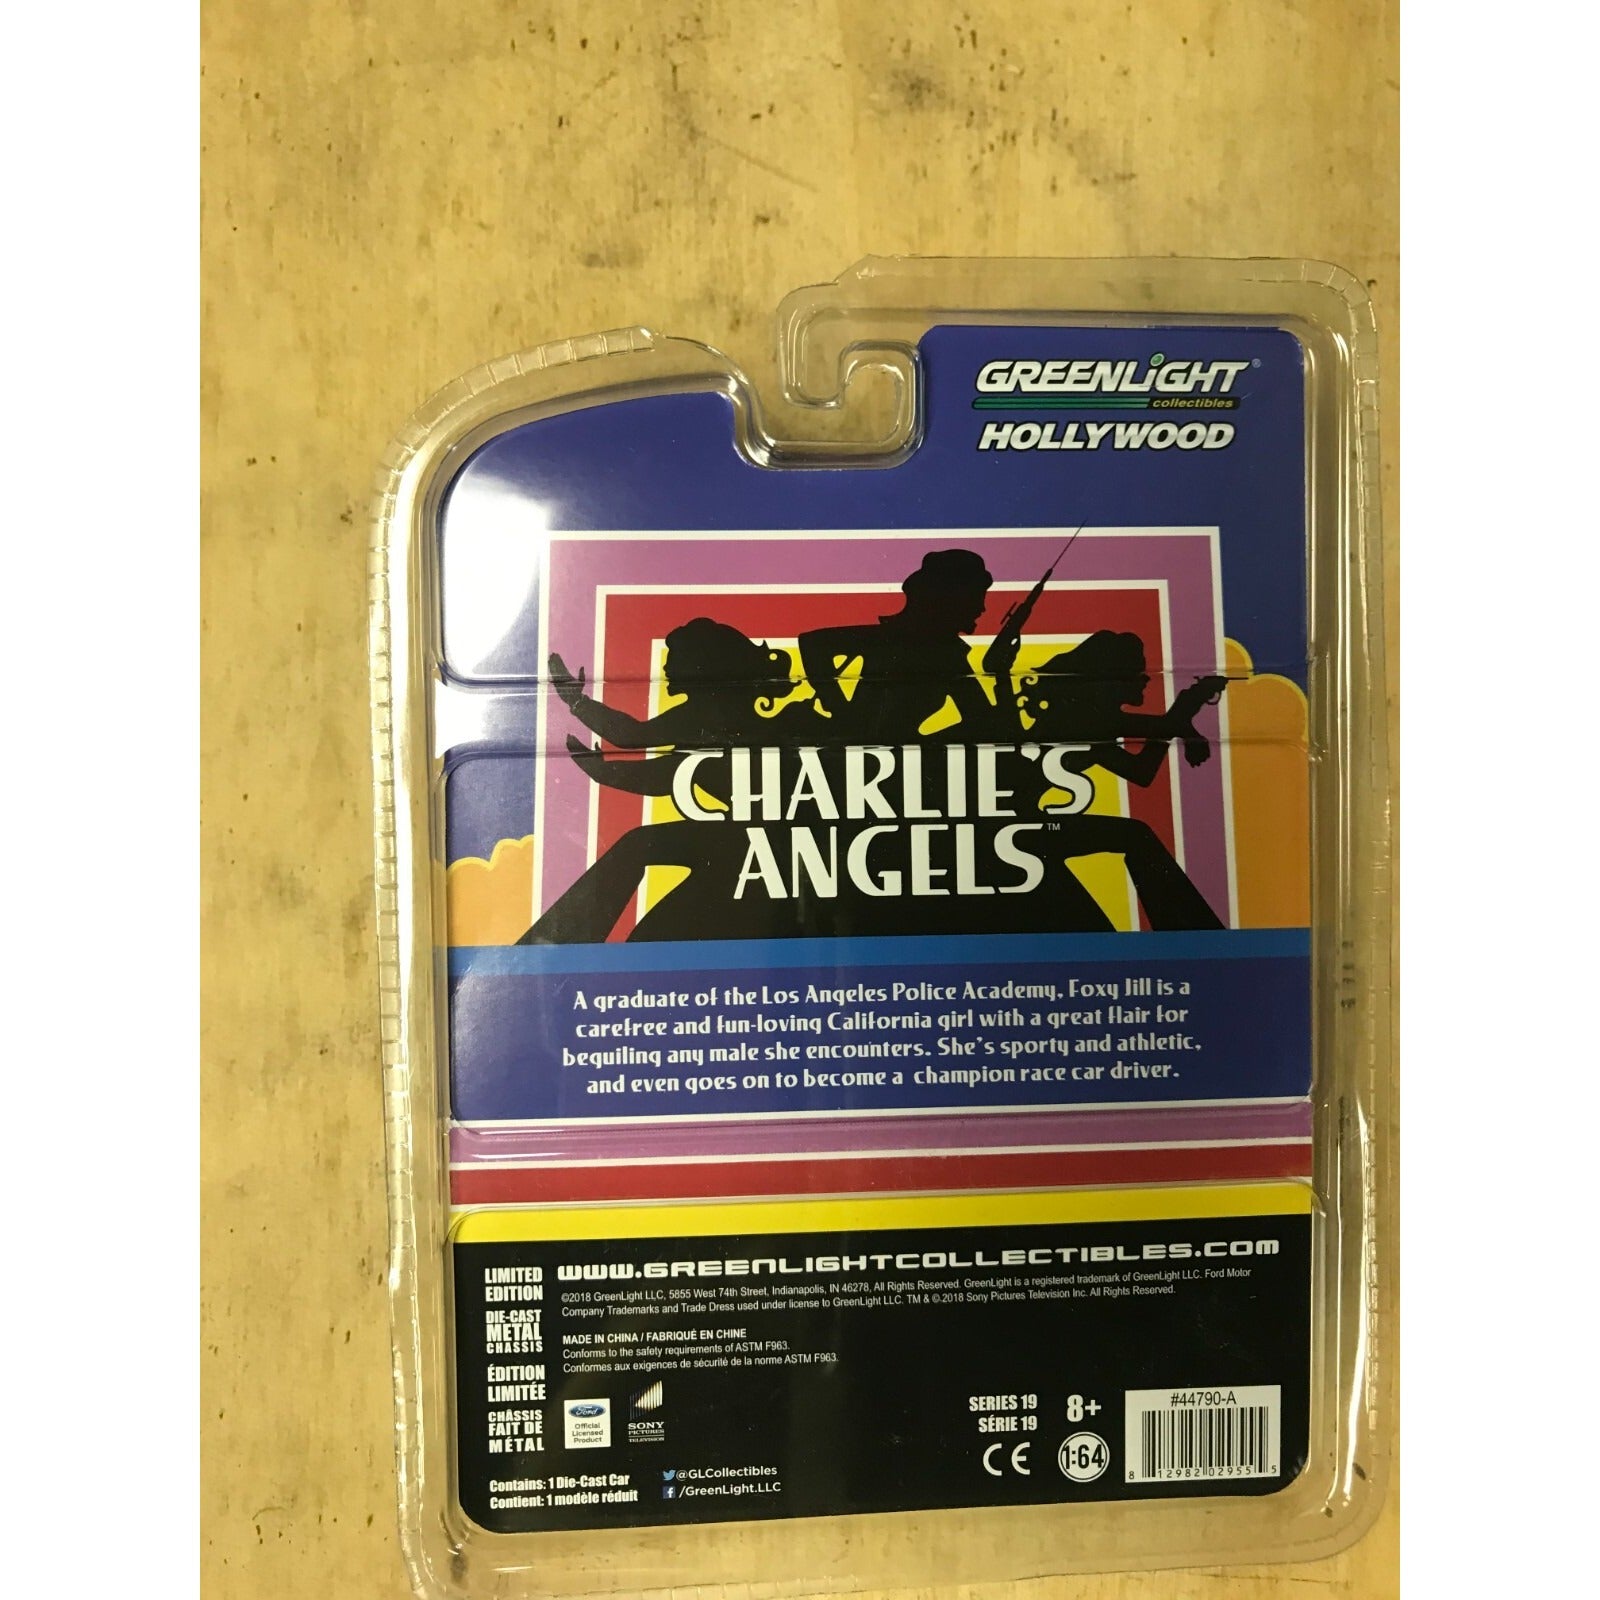 GREENLiGHT®
collectibles
HOLLYWOOD
CHARLIE'S
ANGELS™
A graduate of the Los Angeles Police Academy, Foxy Jill is a
carefree and fun-loving California girl with a great flair for
beguiling any male she encounters. She's sporty and athletic,
and even goes on to become a champion race car driver.
LIMITED
EDITION
DIE-CAST
METAL
CHASSIS
ÉDITION
LIMITÉE
CHÂSSIS
FAIT DE
MÉTAL
WWW.GREENLIGHTCOLLECTIBLES.COM
©2018 GreenLight LLC, 5855 West 74th Street, Indianapolis, IN 46278, All Rights Reserved. GreenLight is a registered trademark of GreenLight LLC. Ford Motor
Company Trademarks and Trade Dress used under license to GreenLight LLC. TM & © 2018 Sony Pictures Television Inc. All Rights Reserved.
MADE IN CHINA / FABRIQUÉ EN CHINE
Conforms to the safety requirements of ASTM F963.
Conformes aux exigences de sécurité de la norme ASTM F963.
Ford
Official
Licensed
Product
SONY
PICTURES
TELEVISION
SERIES 19
SÉRIE 19
8+
CE
1:64
#44790-A
8 12982 02955 5
Contains: 1 Die-Cast Car
Contient: 1 modèle réduit
@GLCollectibles
f /GreenLight.LLC